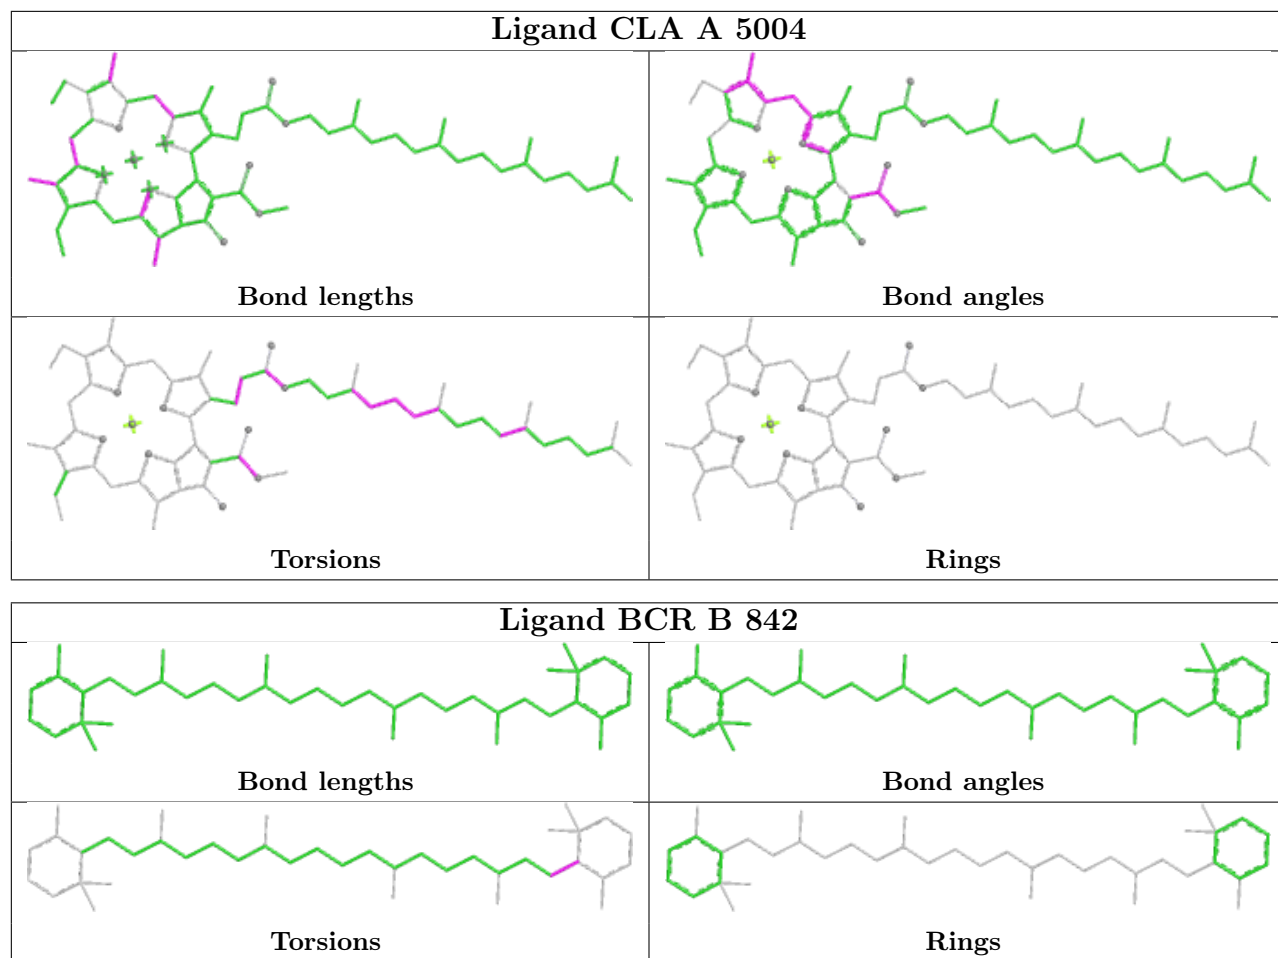 Ligand CLA A 5004
Bond lengths
Bond angles
Torsions
Rings
Ligand BCR B 842
Bond lengths
Bond angles
Torsions
Rings